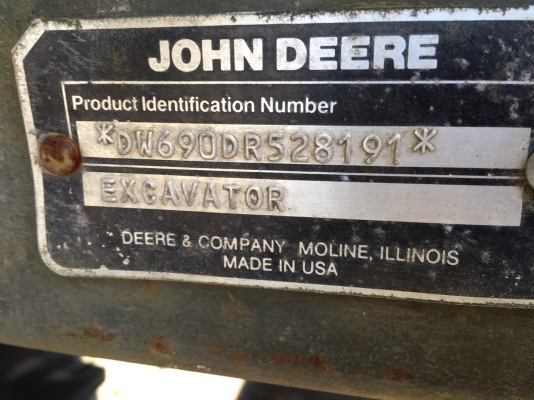 JOHN DEERE
Product Identification Number
*DW690DR528191*
EXCAVATOR
DEERE & COMPANY MOLINE, ILLINOIS
MADE IN USA